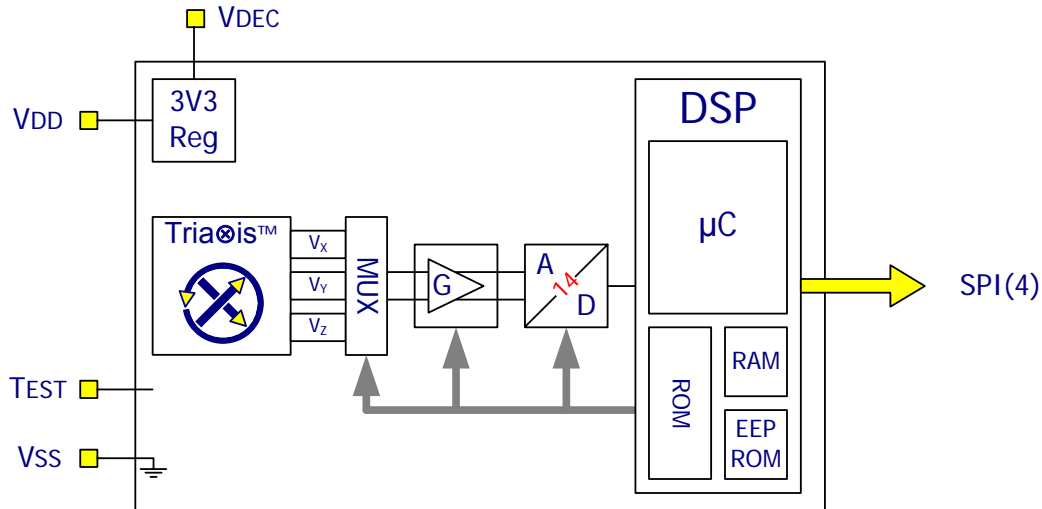 VDEC
VDD
3V3
Reg
DSP
µC
Tria⊗is™
VX
VY
VZ
MUX
G
A
14
D
SPI(4)
ROM
RAM
EEP
ROM
TEST
VSS